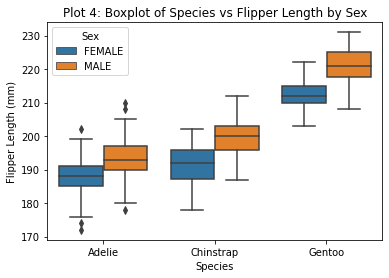 Plot 4: Boxplot of Species vs Flipper Length by Sex
Sex
FEMALE
MALE
Flipper Length (mm)
230
220
210
200
190
180
170
Adelie
Chinstrap
Gentoo
Species